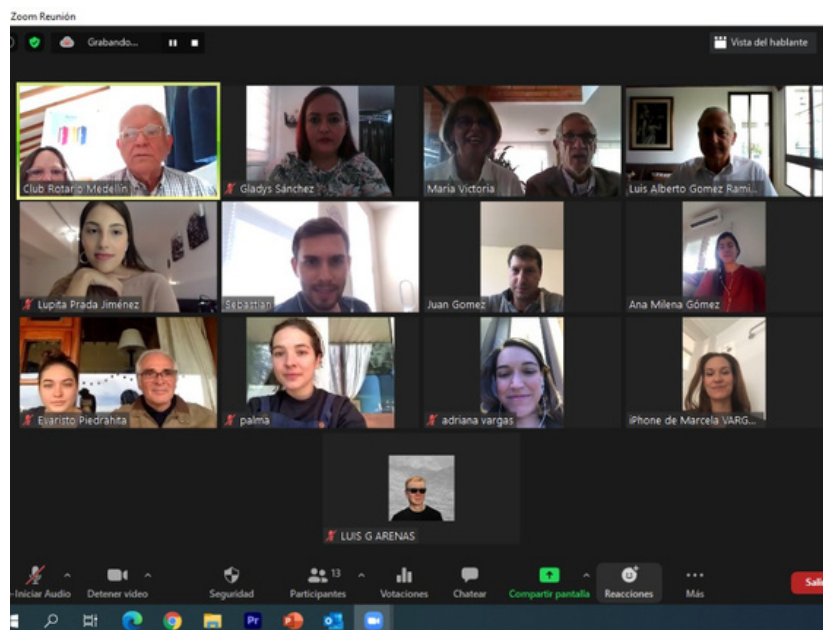 Zoom Reunión
Grabando...
Vista del hablante
Club Rotario Medellín
Gladys Sánchez
Maria Victoria
Luis Alberto Gomez Rami...
Lupita Prada Jiménez
Sebastian
Juan Gomez
Ana Milena Gómez
Evaristo Piedrahita
palma
adriana vargas
iPhone de Marcela VARG...
LUIS G ARENAS
Iniciar Audio
Detener video
Seguridad
13
Participantes
Votaciones
Chatear
Compartir pantalla
Reacciones
Más
Sali
Pr